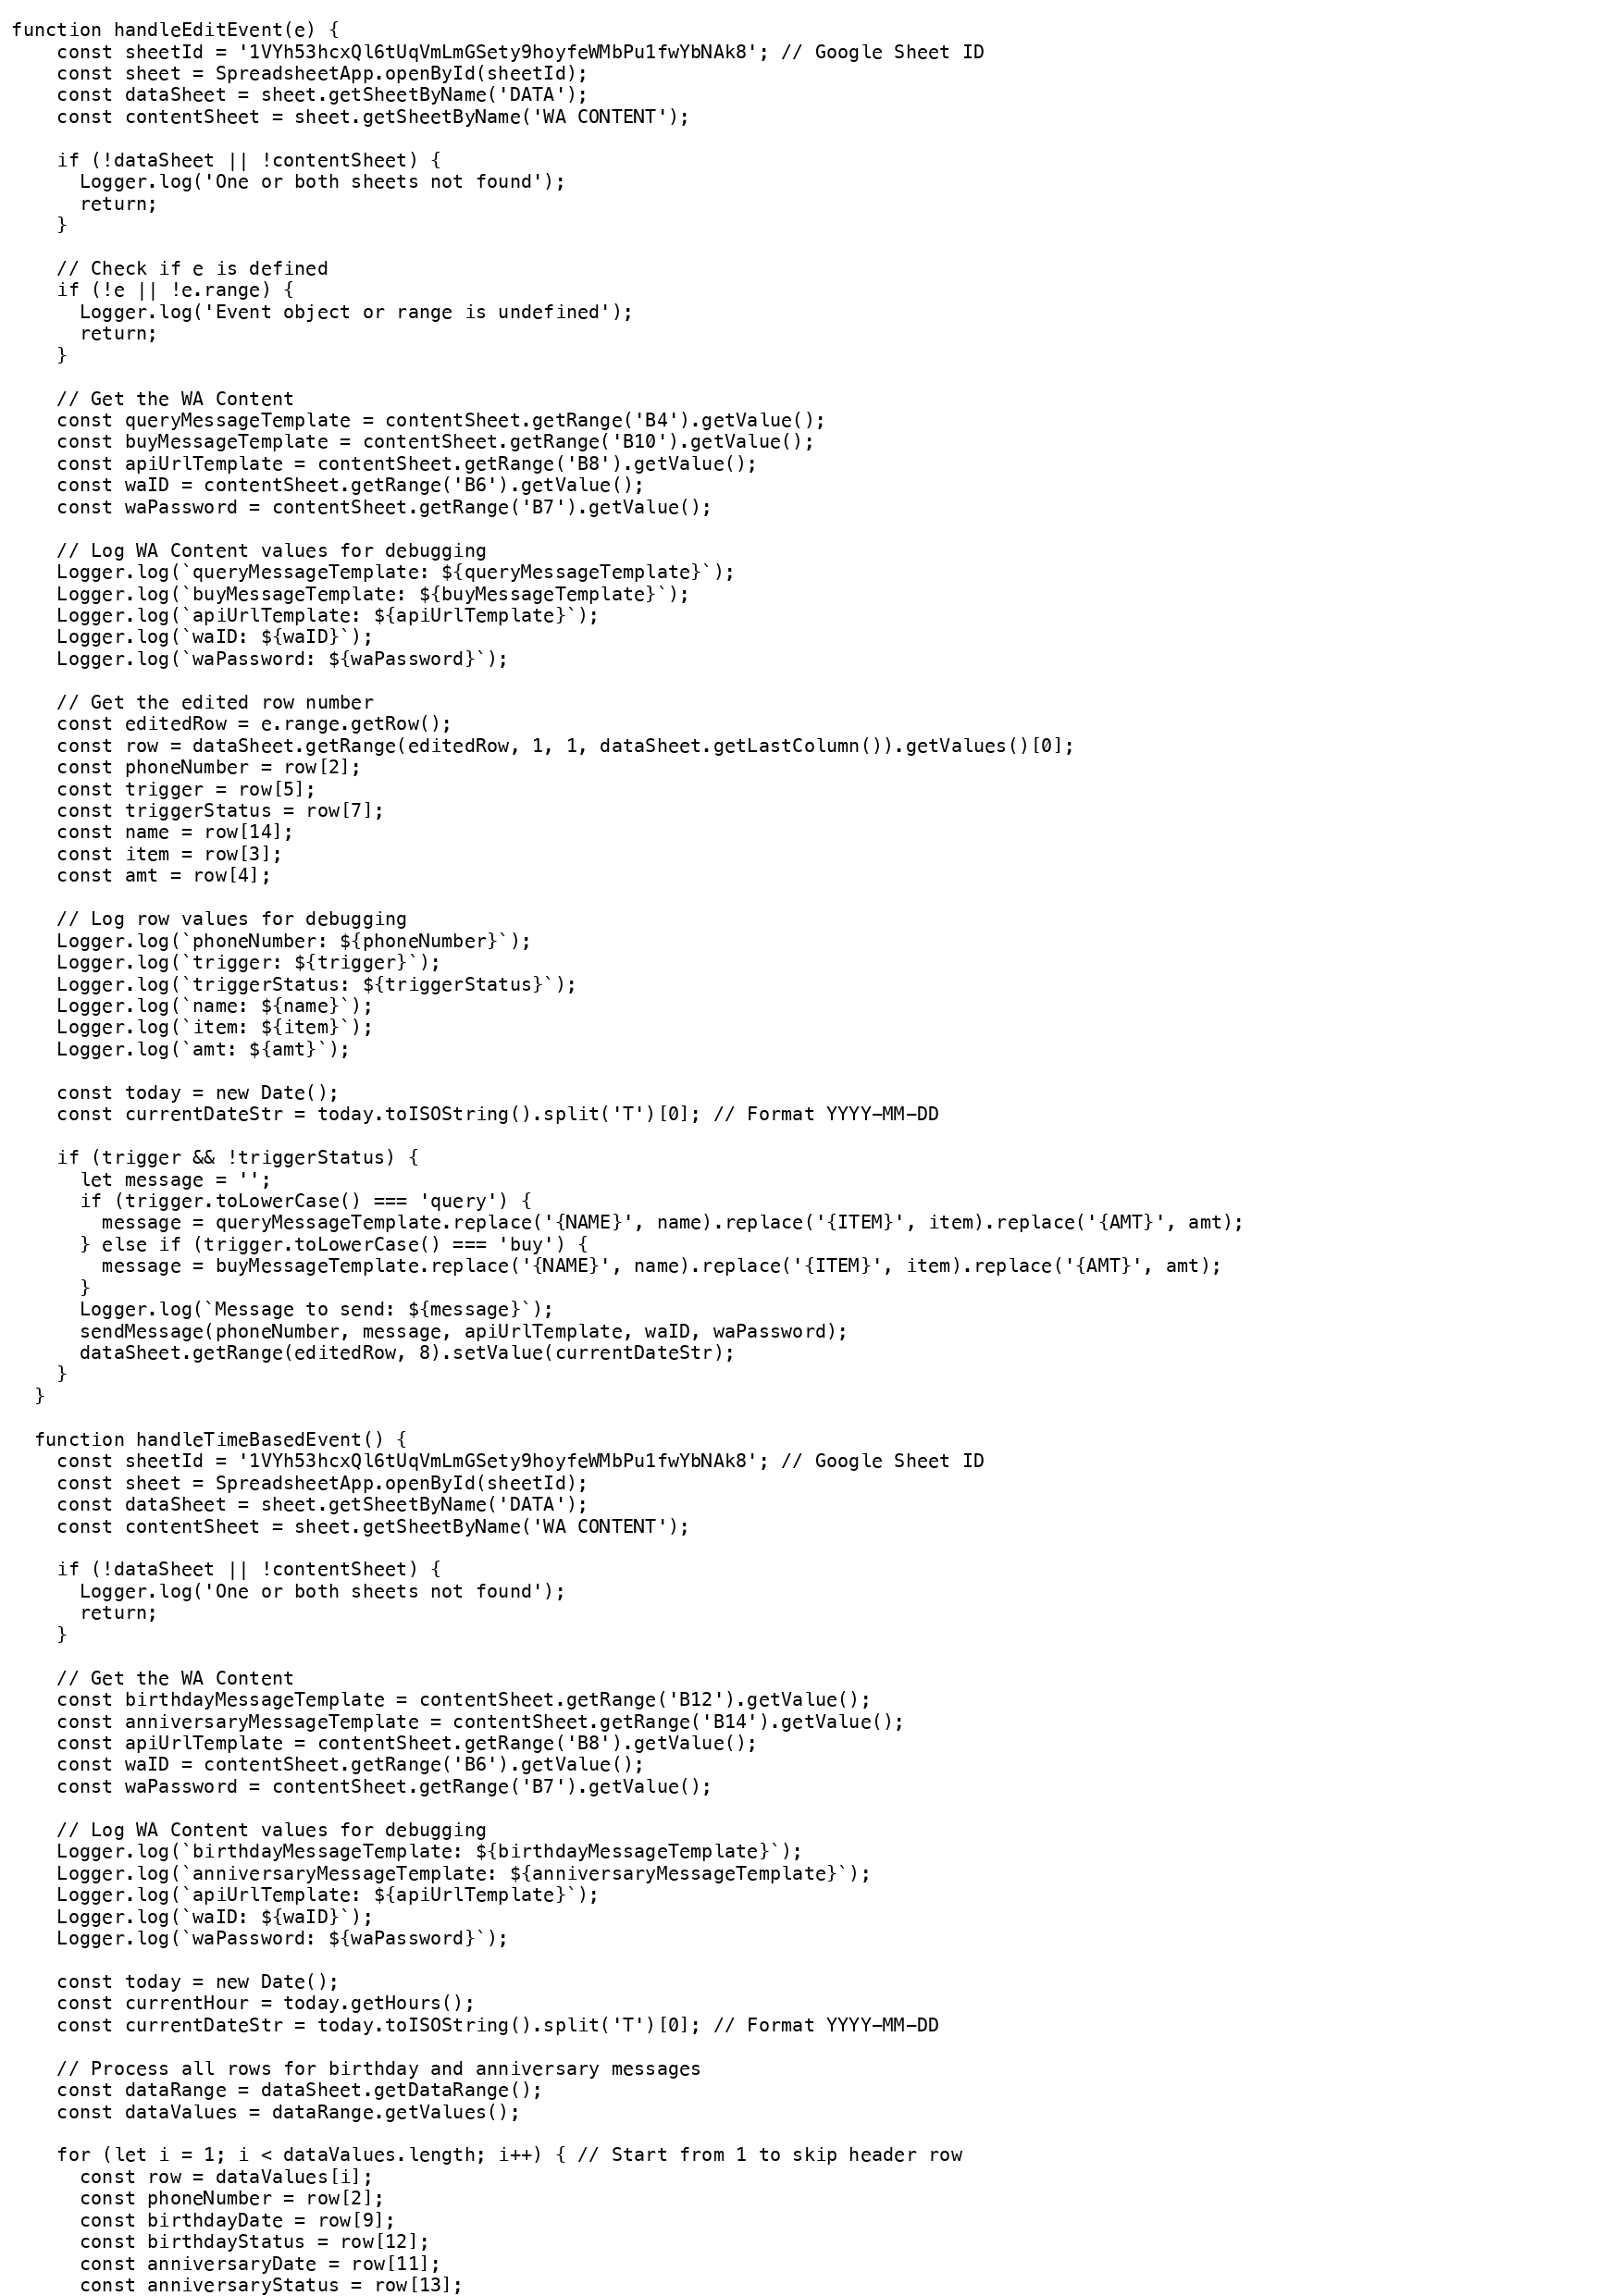 function handleEditEvent(e) {
    const sheetId = '1VYh53hcxQl6tUqVmLmGSety9hoyfeWMbPu1fwYbNAk8'; // Google Sheet ID
    const sheet = SpreadsheetApp.openById(sheetId);
    const dataSheet = sheet.getSheetByName('DATA');
    const contentSheet = sheet.getSheetByName('WA CONTENT');

    if (!dataSheet || !contentSheet) {
      Logger.log('One or both sheets not found');
      return;
    }

    // Check if e is defined
    if (!e || !e.range) {
      Logger.log('Event object or range is undefined');
      return;
    }

    // Get the WA Content
    const queryMessageTemplate = contentSheet.getRange('B4').getValue();
    const buyMessageTemplate = contentSheet.getRange('B10').getValue();
    const apiUrlTemplate = contentSheet.getRange('B8').getValue();
    const waID = contentSheet.getRange('B6').getValue();
    const waPassword = contentSheet.getRange('B7').getValue();

    // Log WA Content values for debugging
    Logger.log(`queryMessageTemplate: ${queryMessageTemplate}`);
    Logger.log(`buyMessageTemplate: ${buyMessageTemplate}`);
    Logger.log(`apiUrlTemplate: ${apiUrlTemplate}`);
    Logger.log(`waID: ${waID}`);
    Logger.log(`waPassword: ${waPassword}`);

    // Get the edited row number
    const editedRow = e.range.getRow();
    const row = dataSheet.getRange(editedRow, 1, 1, dataSheet.getLastColumn()).getValues()[0];
    const phoneNumber = row[2];
    const trigger = row[5];
    const triggerStatus = row[7];
    const name = row[14];
    const item = row[3];
    const amt = row[4];

    // Log row values for debugging
    Logger.log(`phoneNumber: ${phoneNumber}`);
    Logger.log(`trigger: ${trigger}`);
    Logger.log(`triggerStatus: ${triggerStatus}`);
    Logger.log(`name: ${name}`);
    Logger.log(`item: ${item}`);
    Logger.log(`amt: ${amt}`);

    const today = new Date();
    const currentDateStr = today.toISOString().split('T')[0]; // Format YYYY-MM-DD

    if (trigger && !triggerStatus) {
      let message = '';
      if (trigger.toLowerCase() === 'query') {
        message = queryMessageTemplate.replace('{NAME}', name).replace('{ITEM}', item).replace('{AMT}', amt);
      } else if (trigger.toLowerCase() === 'buy') {
        message = buyMessageTemplate.replace('{NAME}', name).replace('{ITEM}', item).replace('{AMT}', amt);
      }
      Logger.log(`Message to send: ${message}`);
      sendMessage(phoneNumber, message, apiUrlTemplate, waID, waPassword);
      dataSheet.getRange(editedRow, 8).setValue(currentDateStr);
    }
  }

  function handleTimeBasedEvent() {
    const sheetId = '1VYh53hcxQl6tUqVmLmGSety9hoyfeWMbPu1fwYbNAk8'; // Google Sheet ID
    const sheet = SpreadsheetApp.openById(sheetId);
    const dataSheet = sheet.getSheetByName('DATA');
    const contentSheet = sheet.getSheetByName('WA CONTENT');

    if (!dataSheet || !contentSheet) {
      Logger.log('One or both sheets not found');
      return;
    }

    // Get the WA Content
    const birthdayMessageTemplate = contentSheet.getRange('B12').getValue();
    const anniversaryMessageTemplate = contentSheet.getRange('B14').getValue();
    const apiUrlTemplate = contentSheet.getRange('B8').getValue();
    const waID = contentSheet.getRange('B6').getValue();
    const waPassword = contentSheet.getRange('B7').getValue();

    // Log WA Content values for debugging
    Logger.log(`birthdayMessageTemplate: ${birthdayMessageTemplate}`);
    Logger.log(`anniversaryMessageTemplate: ${anniversaryMessageTemplate}`);
    Logger.log(`apiUrlTemplate: ${apiUrlTemplate}`);
    Logger.log(`waID: ${waID}`);
    Logger.log(`waPassword: ${waPassword}`);

    const today = new Date();
    const currentHour = today.getHours();
    const currentDateStr = today.toISOString().split('T')[0]; // Format YYYY-MM-DD

    // Process all rows for birthday and anniversary messages
    const dataRange = dataSheet.getDataRange();
    const dataValues = dataRange.getValues();

    for (let i = 1; i < dataValues.length; i++) { // Start from 1 to skip header row
      const row = dataValues[i];
      const phoneNumber = row[2];
      const birthdayDate = row[9];
      const birthdayStatus = row[12];
      const anniversaryDate = row[11];
      const anniversaryStatus = row[13];